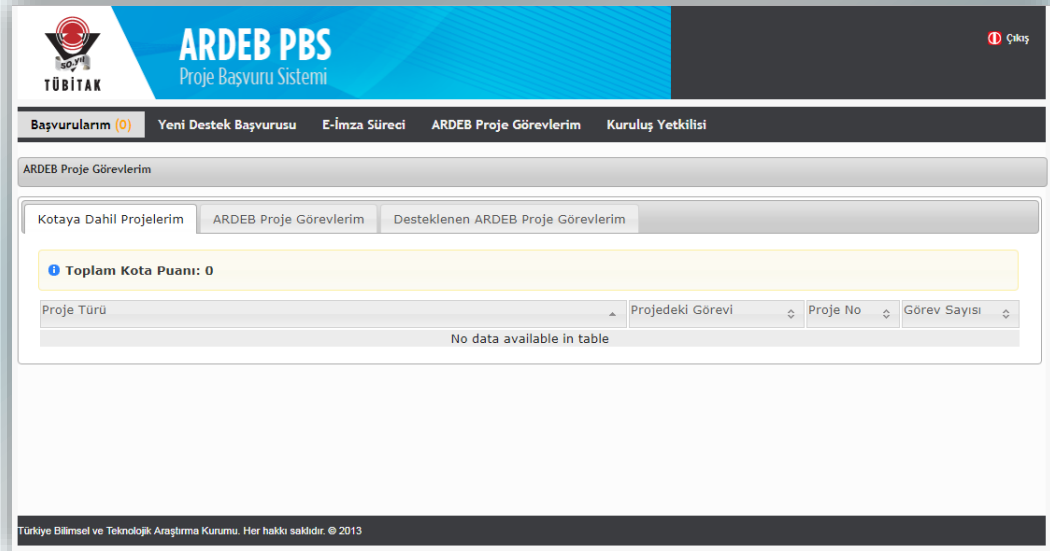 50.yıl
TÜBİTAK
ARDEB PBS
Proje Başvuru Sistemi
Çıkış
Başvurularım (0) Yeni Destek Başvurusu E-İmza Süreci ARDEB Proje Görevlerim Kuruluş Yetkilisi
ARDEB Proje Görevlerim
Kotaya Dahil Projelerim ARDEB Proje Görevlerim Desteklenen ARDEB Proje Görevlerim
Toplam Kota Puanı: 0
Proje Türü Projedeki Görevi Proje No Görev Sayısı
No data available in table
Türkiye Bilimsel ve Teknolojik Araştırma Kurumu. Her hakkı saklıdır. © 2013